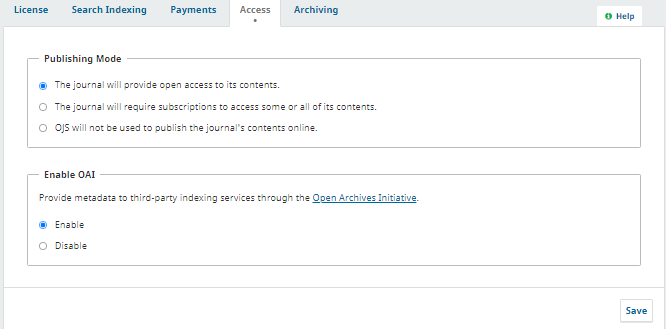 License Search Indexing Payments Access Archiving
Help
Publishing Mode
The journal will provide open access to its contents.
The journal will require subscriptions to access some or all of its contents.
OJS will not be used to publish the journal's contents online.
Enable OAI
Provide metadata to third-party indexing services through the Open Archives Initiative.
Enable
Disable
Save